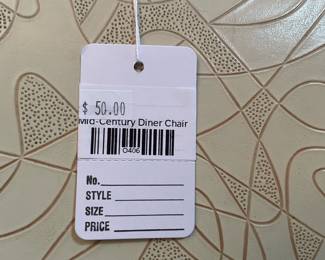 $ 50.00
Mid-Century Diner Chair
0406
No.
STYLE
SIZE
PRICE